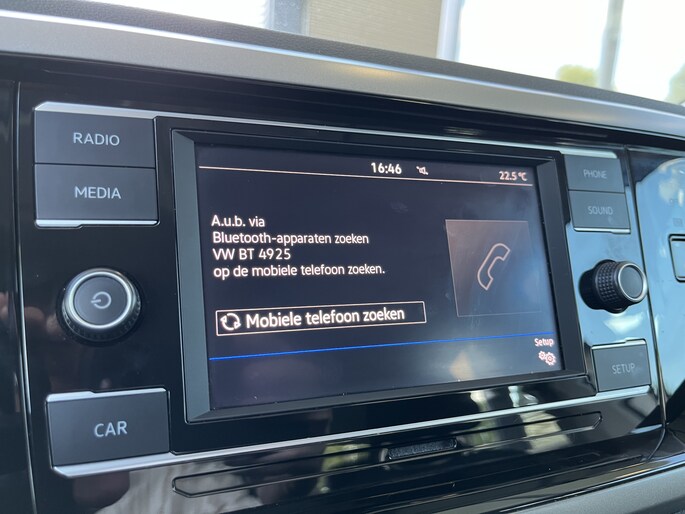 RADIO
MEDIA
CAR
16:46
22.5 °C
A.u.b. via
Bluetooth-apparaten zoeken
VW BT 4925
op de mobiele telefoon zoeken.
Mobiele telefoon zoeken
Setup
PHONE
SOUND
SETUP